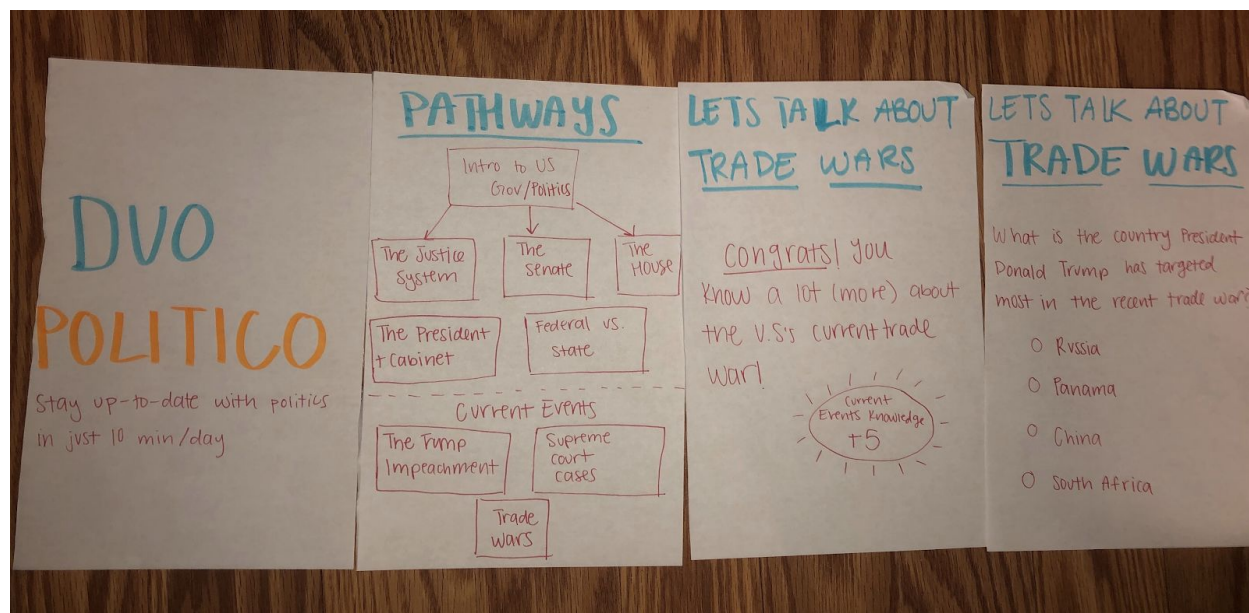 DUO
POLITICO
Stay up-to-date with politics
in just 10 min/day
PATHWAYS
Intro to US
Gov/Politics
The Justice
System
The
Senate
The
House
The President
+ Cabinet
Federal vs.
State
Current Events
The Trump
Impeachment
Supreme
court
cases
Trade
wars
LETS TALK ABOUT
TRADE WARS
Congrats! You
know a lot (more) about
the U.S's current trade
war!
Current
Events Knowledge
+5
LETS TALK ABOUT
TRADE WARS
What is the country President
Donald Trump has targeted
most in the recent trade war?
Russia
Panama
China
South Africa